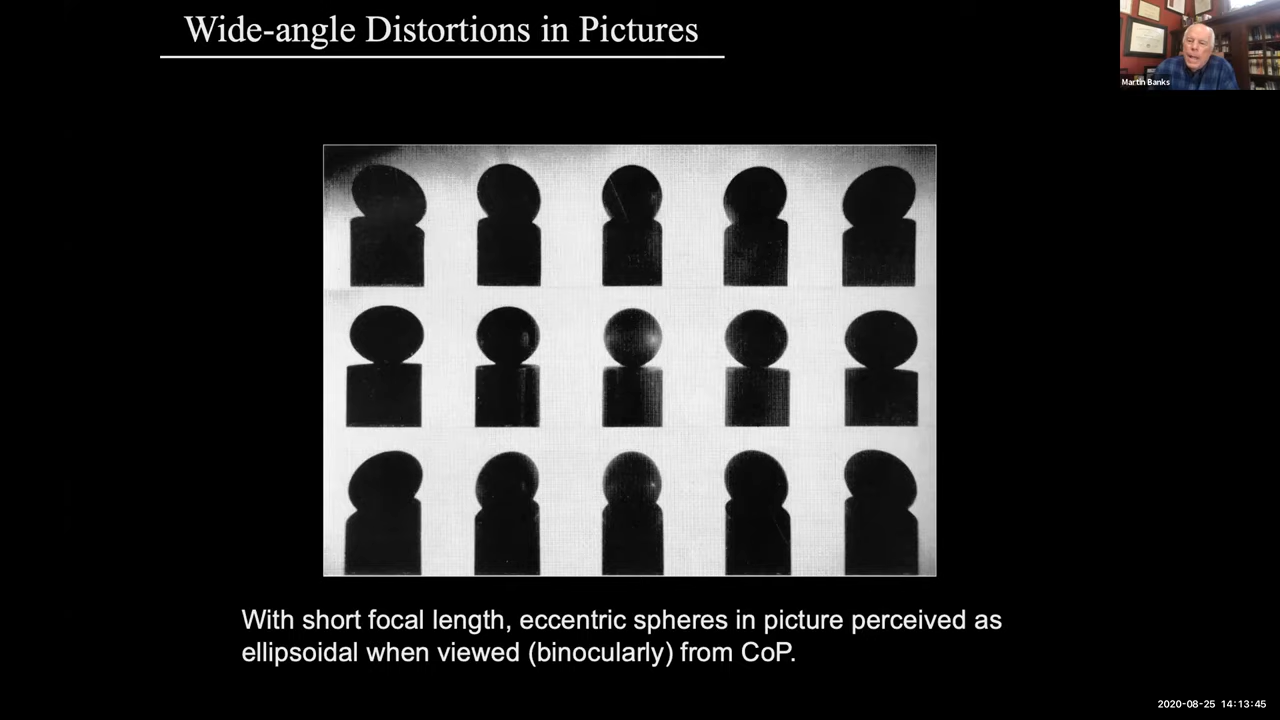 Wide-angle Distortions in Pictures
Martin Banks
With short focal length, eccentric spheres in picture perceived as
ellipsoidal when viewed (binocularly) from CoP.
2020-08-25 14:13:45